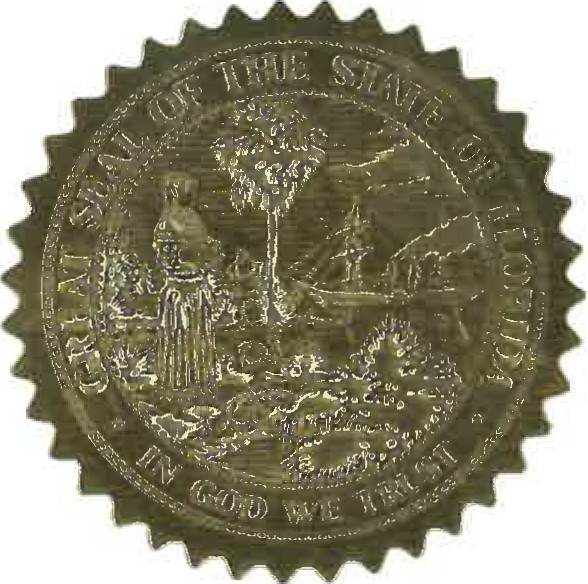 GREAT SEAL OF THE STATE OF FLORIDA
IN GOD WE TRUST